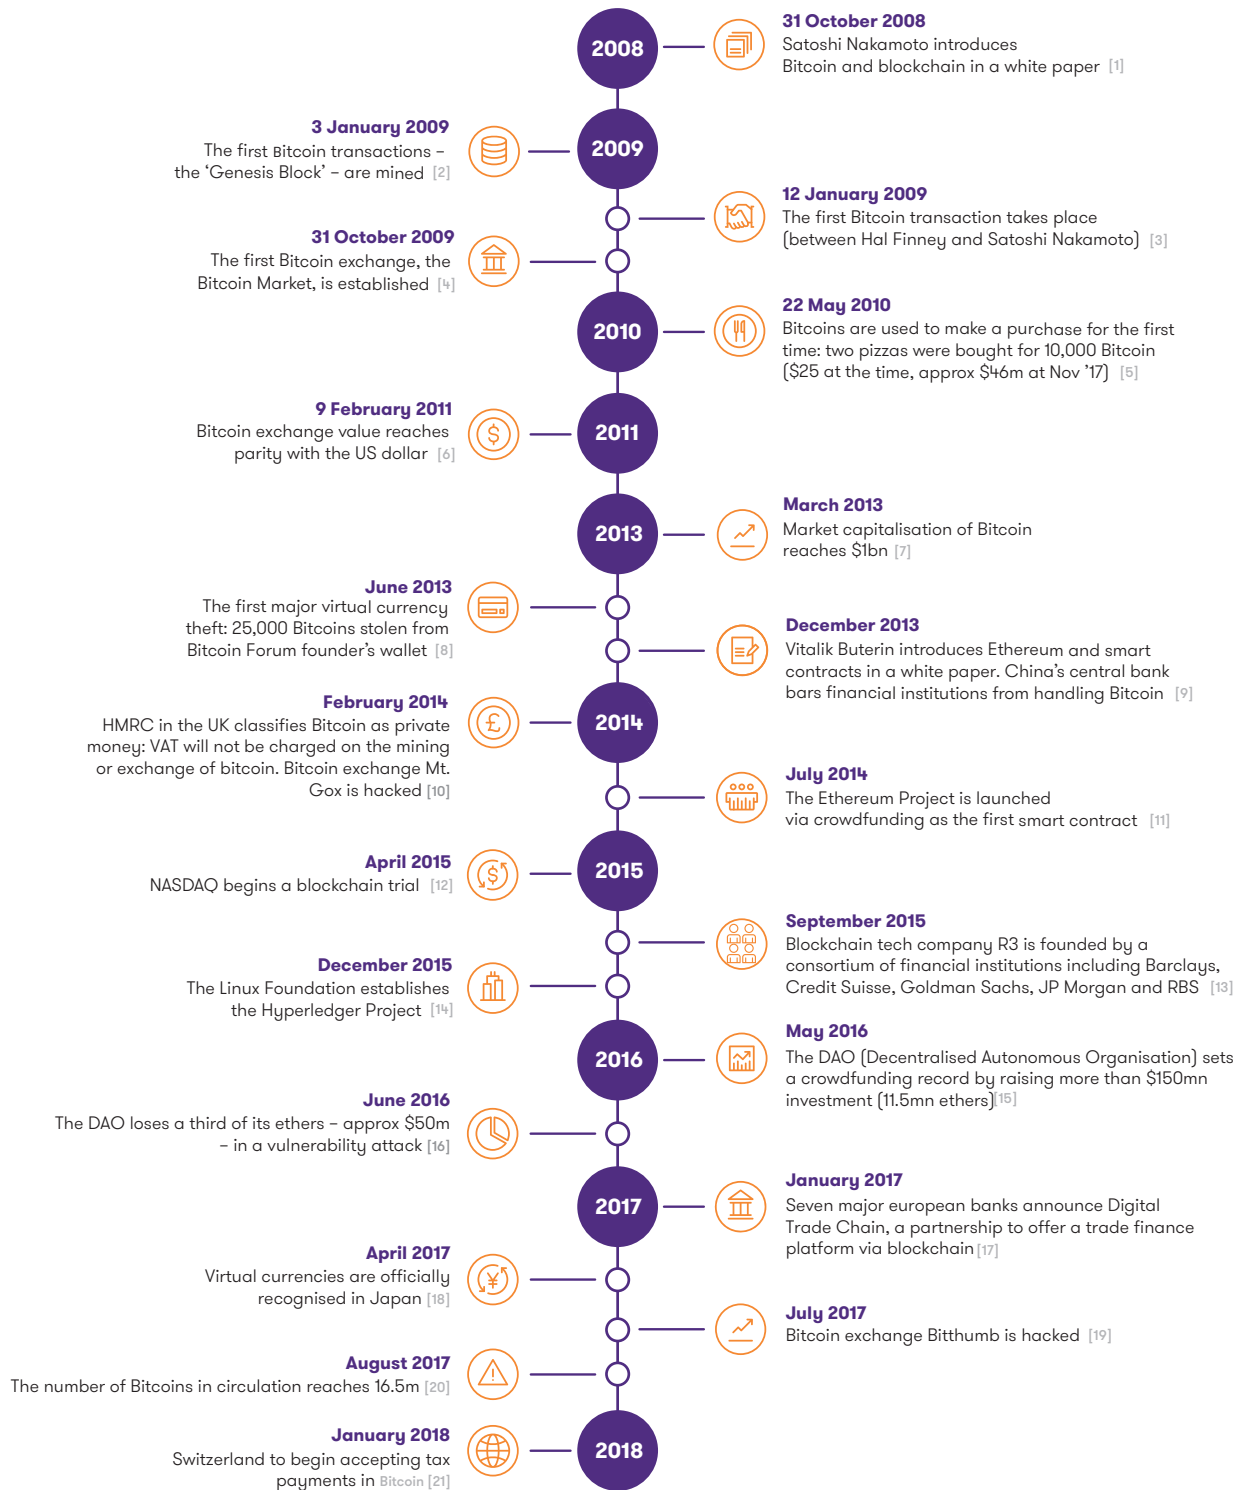 2008
31 October 2008
Satoshi Nakamoto introduces
Bitcoin and blockchain in a white paper [1]
3 January 2009
The first Bitcoin transactions –
the ‘Genesis Block’ – are mined [2]
2009
12 January 2009
The first Bitcoin transaction takes place
(between Hal Finney and Satoshi Nakamoto) [3]
31 October 2009
The first Bitcoin exchange, the
Bitcoin Market, is established [4]
2010
22 May 2010
Bitcoins are used to make a purchase for the first
time: two pizzas were bought for 10,000 Bitcoin
($25 at the time, approx $46m at Nov ’17) [5]
9 February 2011
Bitcoin exchange value reaches
parity with the US dollar [6]
2011
2013
March 2013
Market capitalisation of Bitcoin
reaches $1bn [7]
June 2013
The first major virtual currency
theft: 25,000 Bitcoins stolen from
Bitcoin Forum founder’s wallet [8]
December 2013
Vitalik Buterin introduces Ethereum and smart
contracts in a white paper. China’s central bank
bars financial institutions from handling Bitcoin [9]
February 2014
HMRC in the UK classifies Bitcoin as private
money: VAT will not be charged on the mining
or exchange of bitcoin. Bitcoin exchange Mt.
Gox is hacked [10]
2014
July 2014
The Ethereum Project is launched
via crowdfunding as the first smart contract [11]
April 2015
NASDAQ begins a blockchain trial [12]
2015
September 2015
Blockchain tech company R3 is founded by a
consortium of financial institutions including Barclays,
Credit Suisse, Goldman Sachs, JP Morgan and RBS [13]
December 2015
The Linux Foundation establishes
the Hyperledger Project [14]
2016
May 2016
The DAO (Decentralised Autonomous Organisation) sets
a crowdfunding record by raising more than $150mn
investment (11.5mn ethers)[15]
June 2016
The DAO loses a third of its ethers – approx $50m
– in a vulnerability attack [16]
2017
January 2017
Seven major european banks announce Digital
Trade Chain, a partnership to offer a trade finance
platform via blockchain [17]
April 2017
Virtual currencies are officially
recognised in Japan [18]
July 2017
Bitcoin exchange Bitthumb is hacked [19]
August 2017
The number of Bitcoins in circulation reaches 16.5m [20]
January 2018
Switzerland to begin accepting tax
payments in Bitcoin [21]
2018